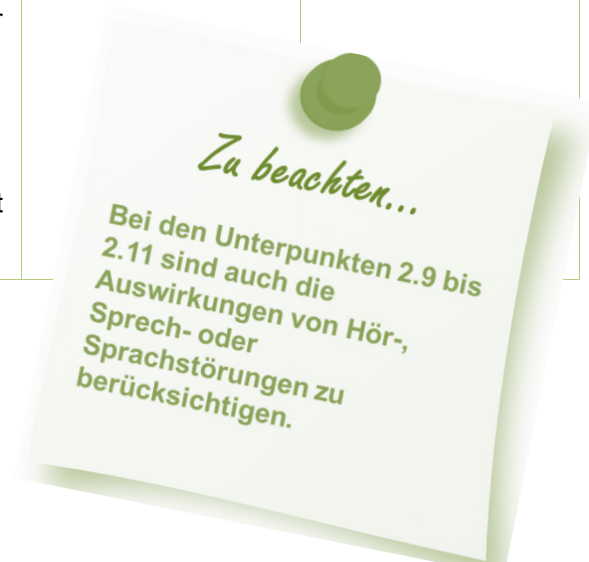 Zu beachten...
Bei den Unterpunkten 2.9 bis
2.11 sind auch die
Auswirkungen von Hör-,
Sprech- oder
Sprachstörungen zu
berücksichtigen.